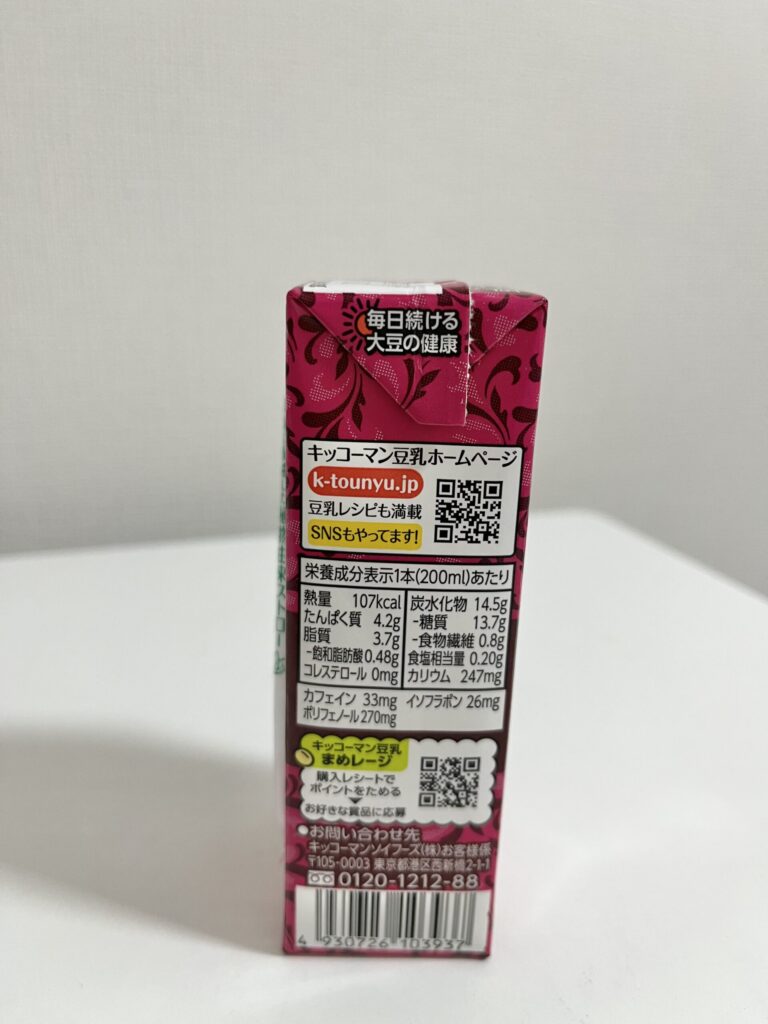 毎日続ける
大豆の健康
キッコーマン豆乳ホームページ
k-tounyu.jp
豆乳レシピも満載
SNSもやってます!
栄養成分表示1本(200ml)あたり
熱量 107kcal
たんぱく質 4.2g
脂質 3.7g
-飽和脂肪酸 0.48g
コレステロール 0mg
炭水化物 14.5g
-糖質 13.7g
-食物繊維 0.8g
食塩相当量 0.20g
カリウム 247mg
カフェイン 33mg イソフラボン 26mg
ポリフェノール 270mg
キッコーマン豆乳
まめレージ
購入レシートで
ポイントをためる
お好きな賞品に応募
●お問い合わせ先
キッコーマンソイフーズ(株)お客様係
〒105-0003 東京都港区西新橋2-1-1
0120-1212-88
4 930726 103937